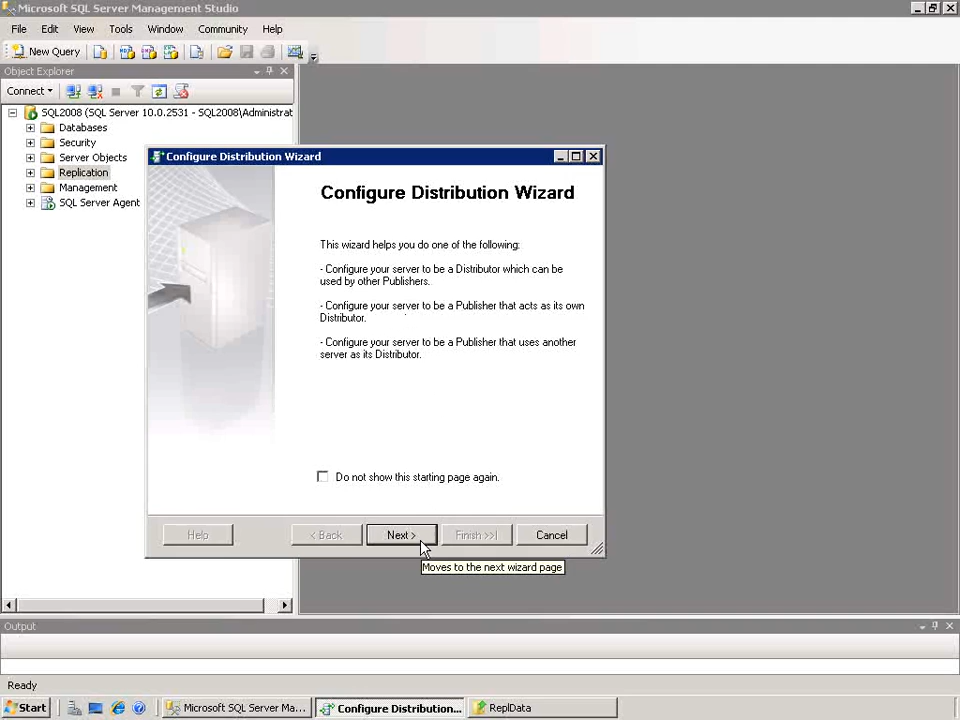 Microsoft SQL Server Management Studio
File Edit View Tools Window Community Help
New Query
Object Explorer
Connect
SQL2008 (SQL Server 10.0.2531 - SQL2008\Administrat
Databases
Security
Server Objects
Replication
Management
SQL Server Agent
Configure Distribution Wizard
Configure Distribution Wizard
This wizard helps you do one of the following:
- Configure your server to be a Distributor which can be
used by other Publishers.
- Configure your server to be a Publisher that acts as its own
Distributor.
- Configure your server to be a Publisher that uses another
server as its Distributor.
Do not show this starting page again.
Help < Back Next > Finish >>| Cancel
Moves to the next wizard page
Output
Ready
Start Microsoft SQL Server Ma... Configure Distribution... ReplData